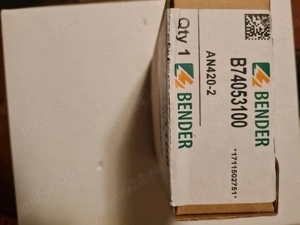 BENDER
B74053100
*1711502751*
AN420-2
Qty 1
BENDER